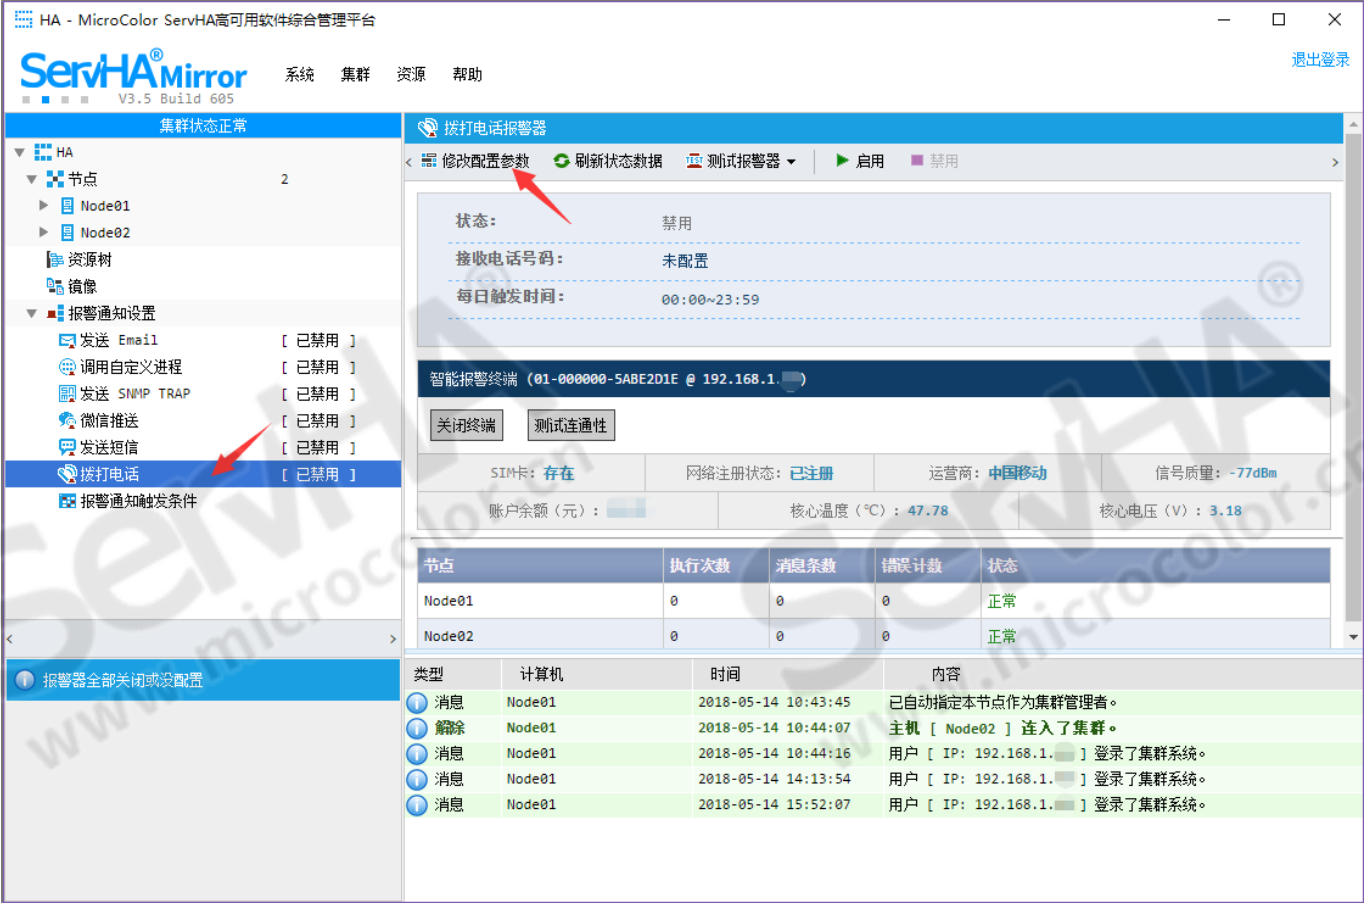 HA - MicroColor ServHA高可用软件综合管理平台
ServHA® Mirror
V3.5 Build 605
系统 集群 资源 帮助
退出登录
集群状态正常
HA
节点 2
Node01
Node02
资源树
镜像
报警通知设置
发送 Email [ 已禁用 ]
调用自定义进程 [ 已禁用 ]
发送 SNMP TRAP [ 已禁用 ]
微信推送 [ 已禁用 ]
发送短信 [ 已禁用 ]
拨打电话 [ 已禁用 ]
报警通知触发条件
报警器全部关闭或没配置
拨打电话报警器
修改配置参数 刷新状态数据 TEST 测试报警器 启用 禁用
状态: 禁用
接收电话号码: 未配置
每日触发时间: 00:00~23:59
智能报警终端 (01-000000-5ABE2D1E @ 192.168.1. )
关闭终端 测试连通性
SIM卡: 存在 网络注册状态: 已注册 运营商: 中国移动 信号质量: -77dBm
账户余额（元）: 核心温度（℃）: 47.78 核心电压（V）: 3.18
节点 执行次数 消息条数 错误计数 状态
Node01 0 0 0 正常
Node02 0 0 0 正常
类型 计算机 时间 内容
消息 Node01 2018-05-14 10:43:45 已自动指定本节点作为集群管理者。
解除 Node01 2018-05-14 10:44:07 主机 [ Node02 ] 连入了集群。
消息 Node01 2018-05-14 10:44:16 用户 [ IP: 192.168.1. ] 登录了集群系统。
消息 Node01 2018-05-14 14:13:54 用户 [ IP: 192.168.1. ] 登录了集群系统。
消息 Node01 2018-05-14 15:52:07 用户 [ IP: 192.168.1. ] 登录了集群系统。
ServHA®
www.microcolor.cn
ServHA®
www.microcolor.cn